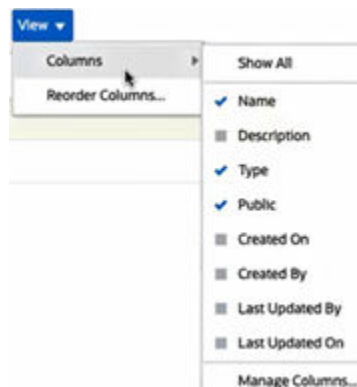 View
Columns
Reorder Columns...
Show All
Name
Description
Type
Public
Created On
Created By
Last Updated By
Last Updated On
Manage Columns...